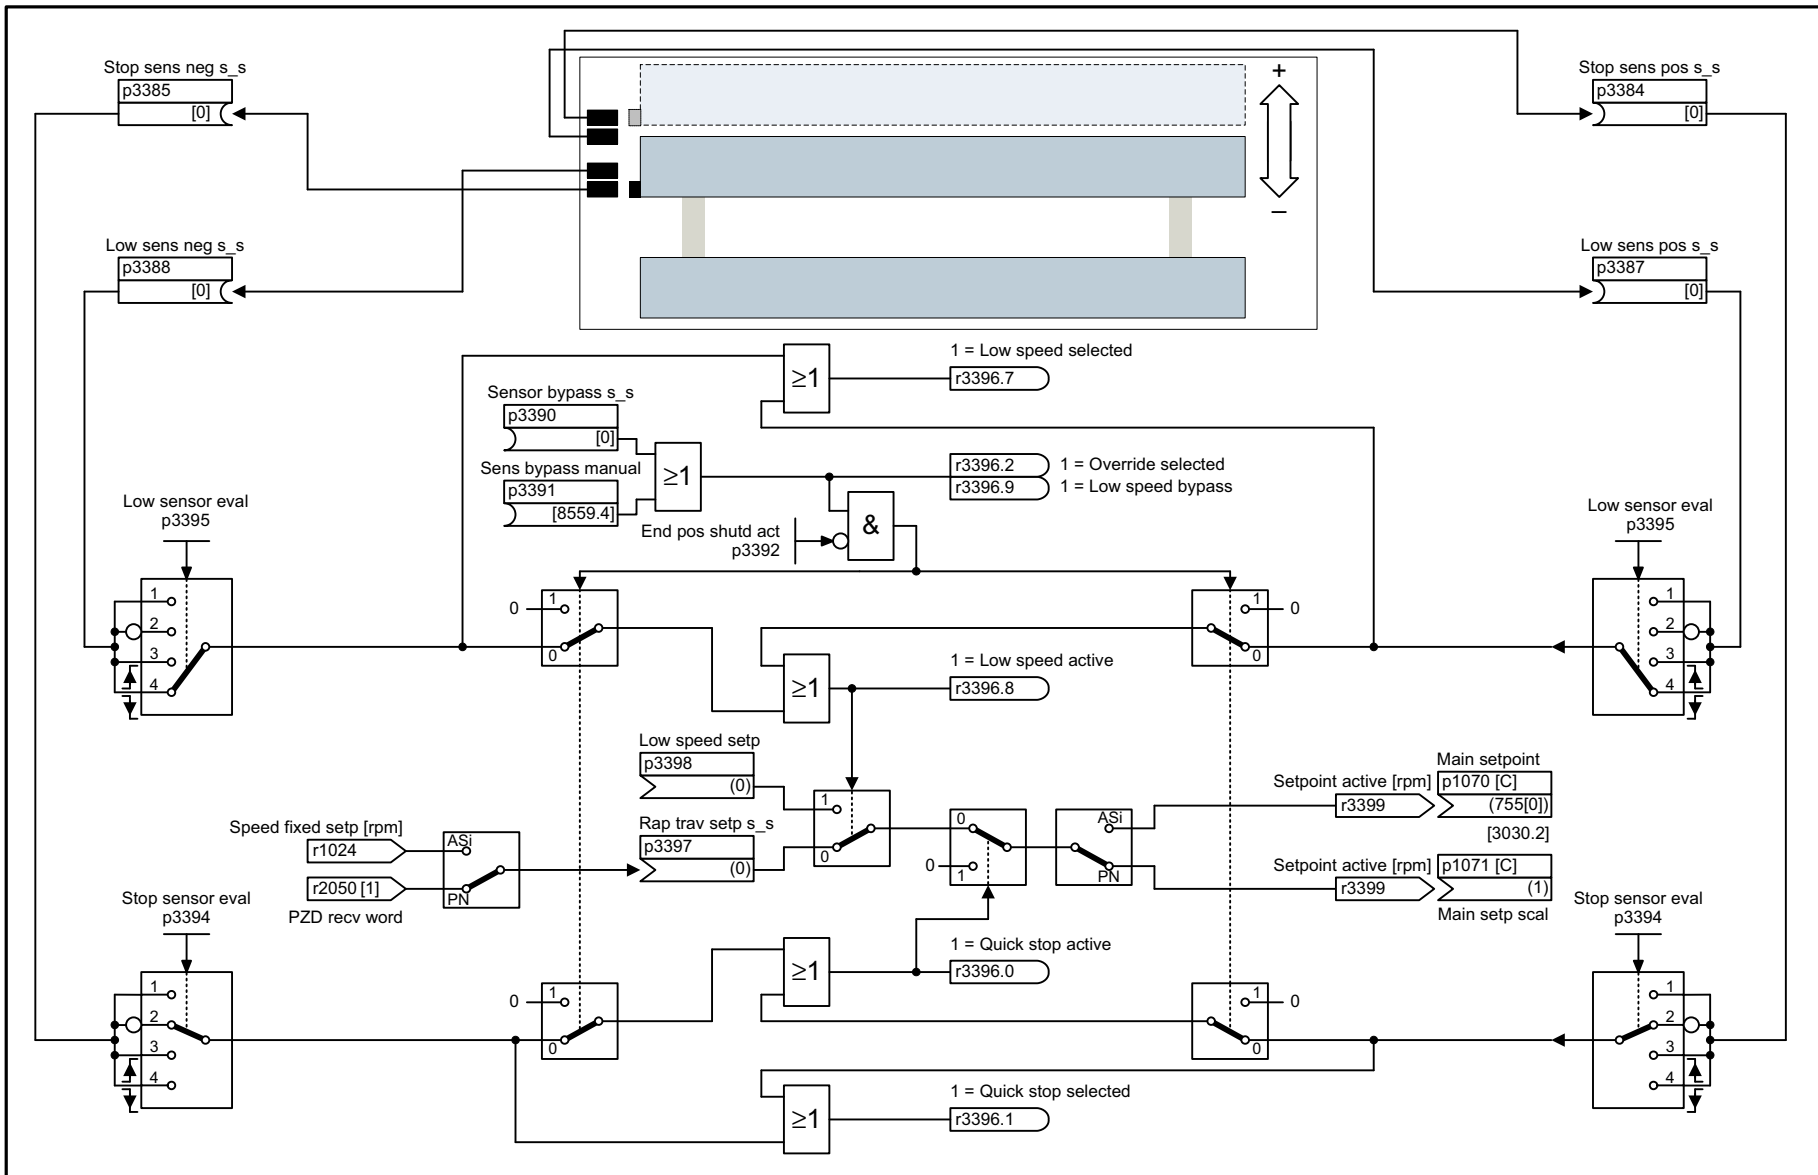 Stop sens neg s_s
p3385
[0]
+
–
Stop sens pos s_s
p3384
[0]
Low sens neg s_s
p3388
[0]
Low sens pos s_s
p3387
[0]
≥1
1 = Low speed selected
r3396.7
Sensor bypass s_s
p3390
[0]
Sens bypass manual
p3391
[8559.4]
≥1
r3396.2
1 = Override selected
r3396.9
1 = Low speed bypass
End pos shutd act
p3392
&
Low sensor eval
p3395
1
2
3
4
0
1
0
1
0
0
Low sensor eval
p3395
1
2
3
4
≥1
1 = Low speed active
r3396.8
Low speed setp
p3398
(0)
Rap trav setp s_s
p3397
(0)
1
0
Speed fixed setp [rpm]
r1024
r2050 [1]
PZD recv word
ASi
PN
0
0
1
ASi
PN
Setpoint active [rpm]
r3399
Main setpoint
p1070 [C]
(755[0])
[3030.2]
Setpoint active [rpm]
r3399
p1071 [C]
(1)
Main setp scal
Stop sensor eval
p3394
1
2
3
4
0
1
0
≥1
1 = Quick stop active
r3396.0
1
0
0
Stop sensor eval
p3394
1
2
3
4
≥1
1 = Quick stop selected
r3396.1